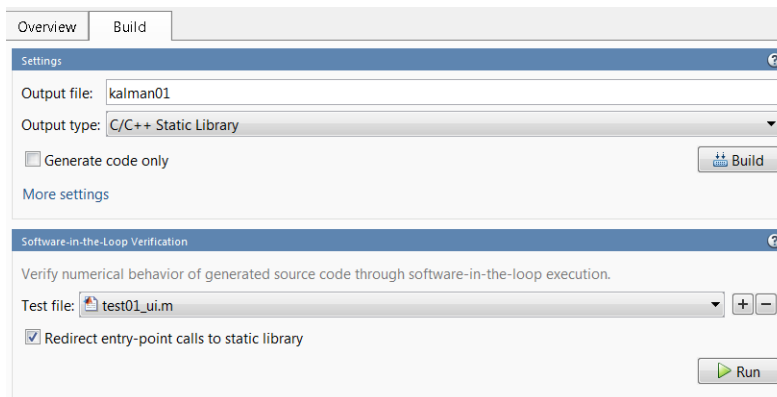 Overview Build
Settings ?
Output file: kalman01
Output type: C/C++ Static Library
Generate code only Build
More settings
Software-in-the-Loop Verification ?
Verify numerical behavior of generated source code through software-in-the-loop execution.
Test file: test01_ui.m + −
Redirect entry-point calls to static library
Run